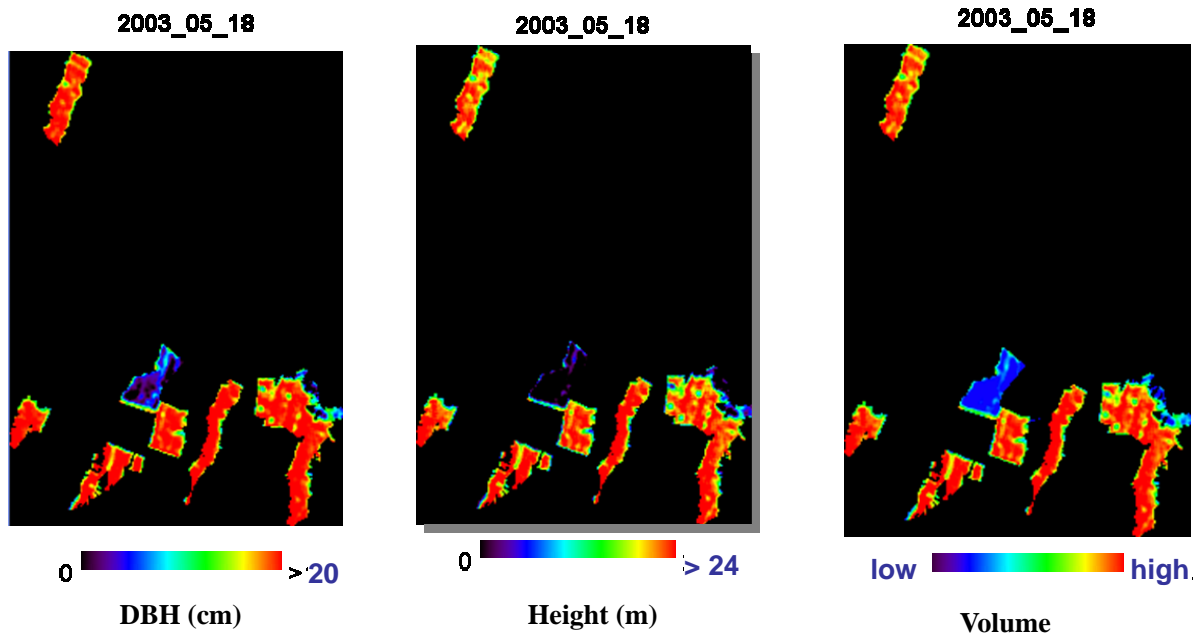 2003_05_18
2003_05_18
2003_05_18
0
> 20
0
> 24
low
high
DBH (cm)
Height (m)
Volume